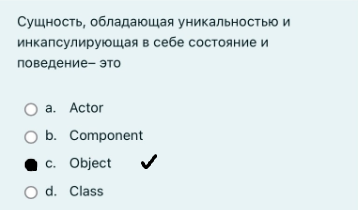 Сущность, обладающая уникальностью и
инкапсулирующая в себе состояние и
поведение– это
a. Actor
b. Component
c. Object
d. Class